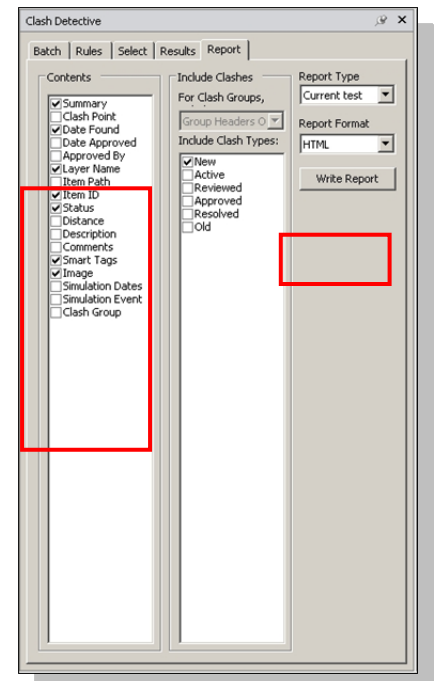 Clash Detective
Batch Rules Select Results Report
Contents
Summary
Clash Point
Date Found
Date Approved
Approved By
Layer Name
Item Path
Item ID
Status
Distance
Description
Comments
Smart Tags
Image
Simulation Dates
Simulation Event
Clash Group
Include Clashes
For Clash Groups,
Group Headers O
Include Clash Types:
New
Active
Reviewed
Approved
Resolved
Old
Report Type
Current test
Report Format
HTML
Write Report